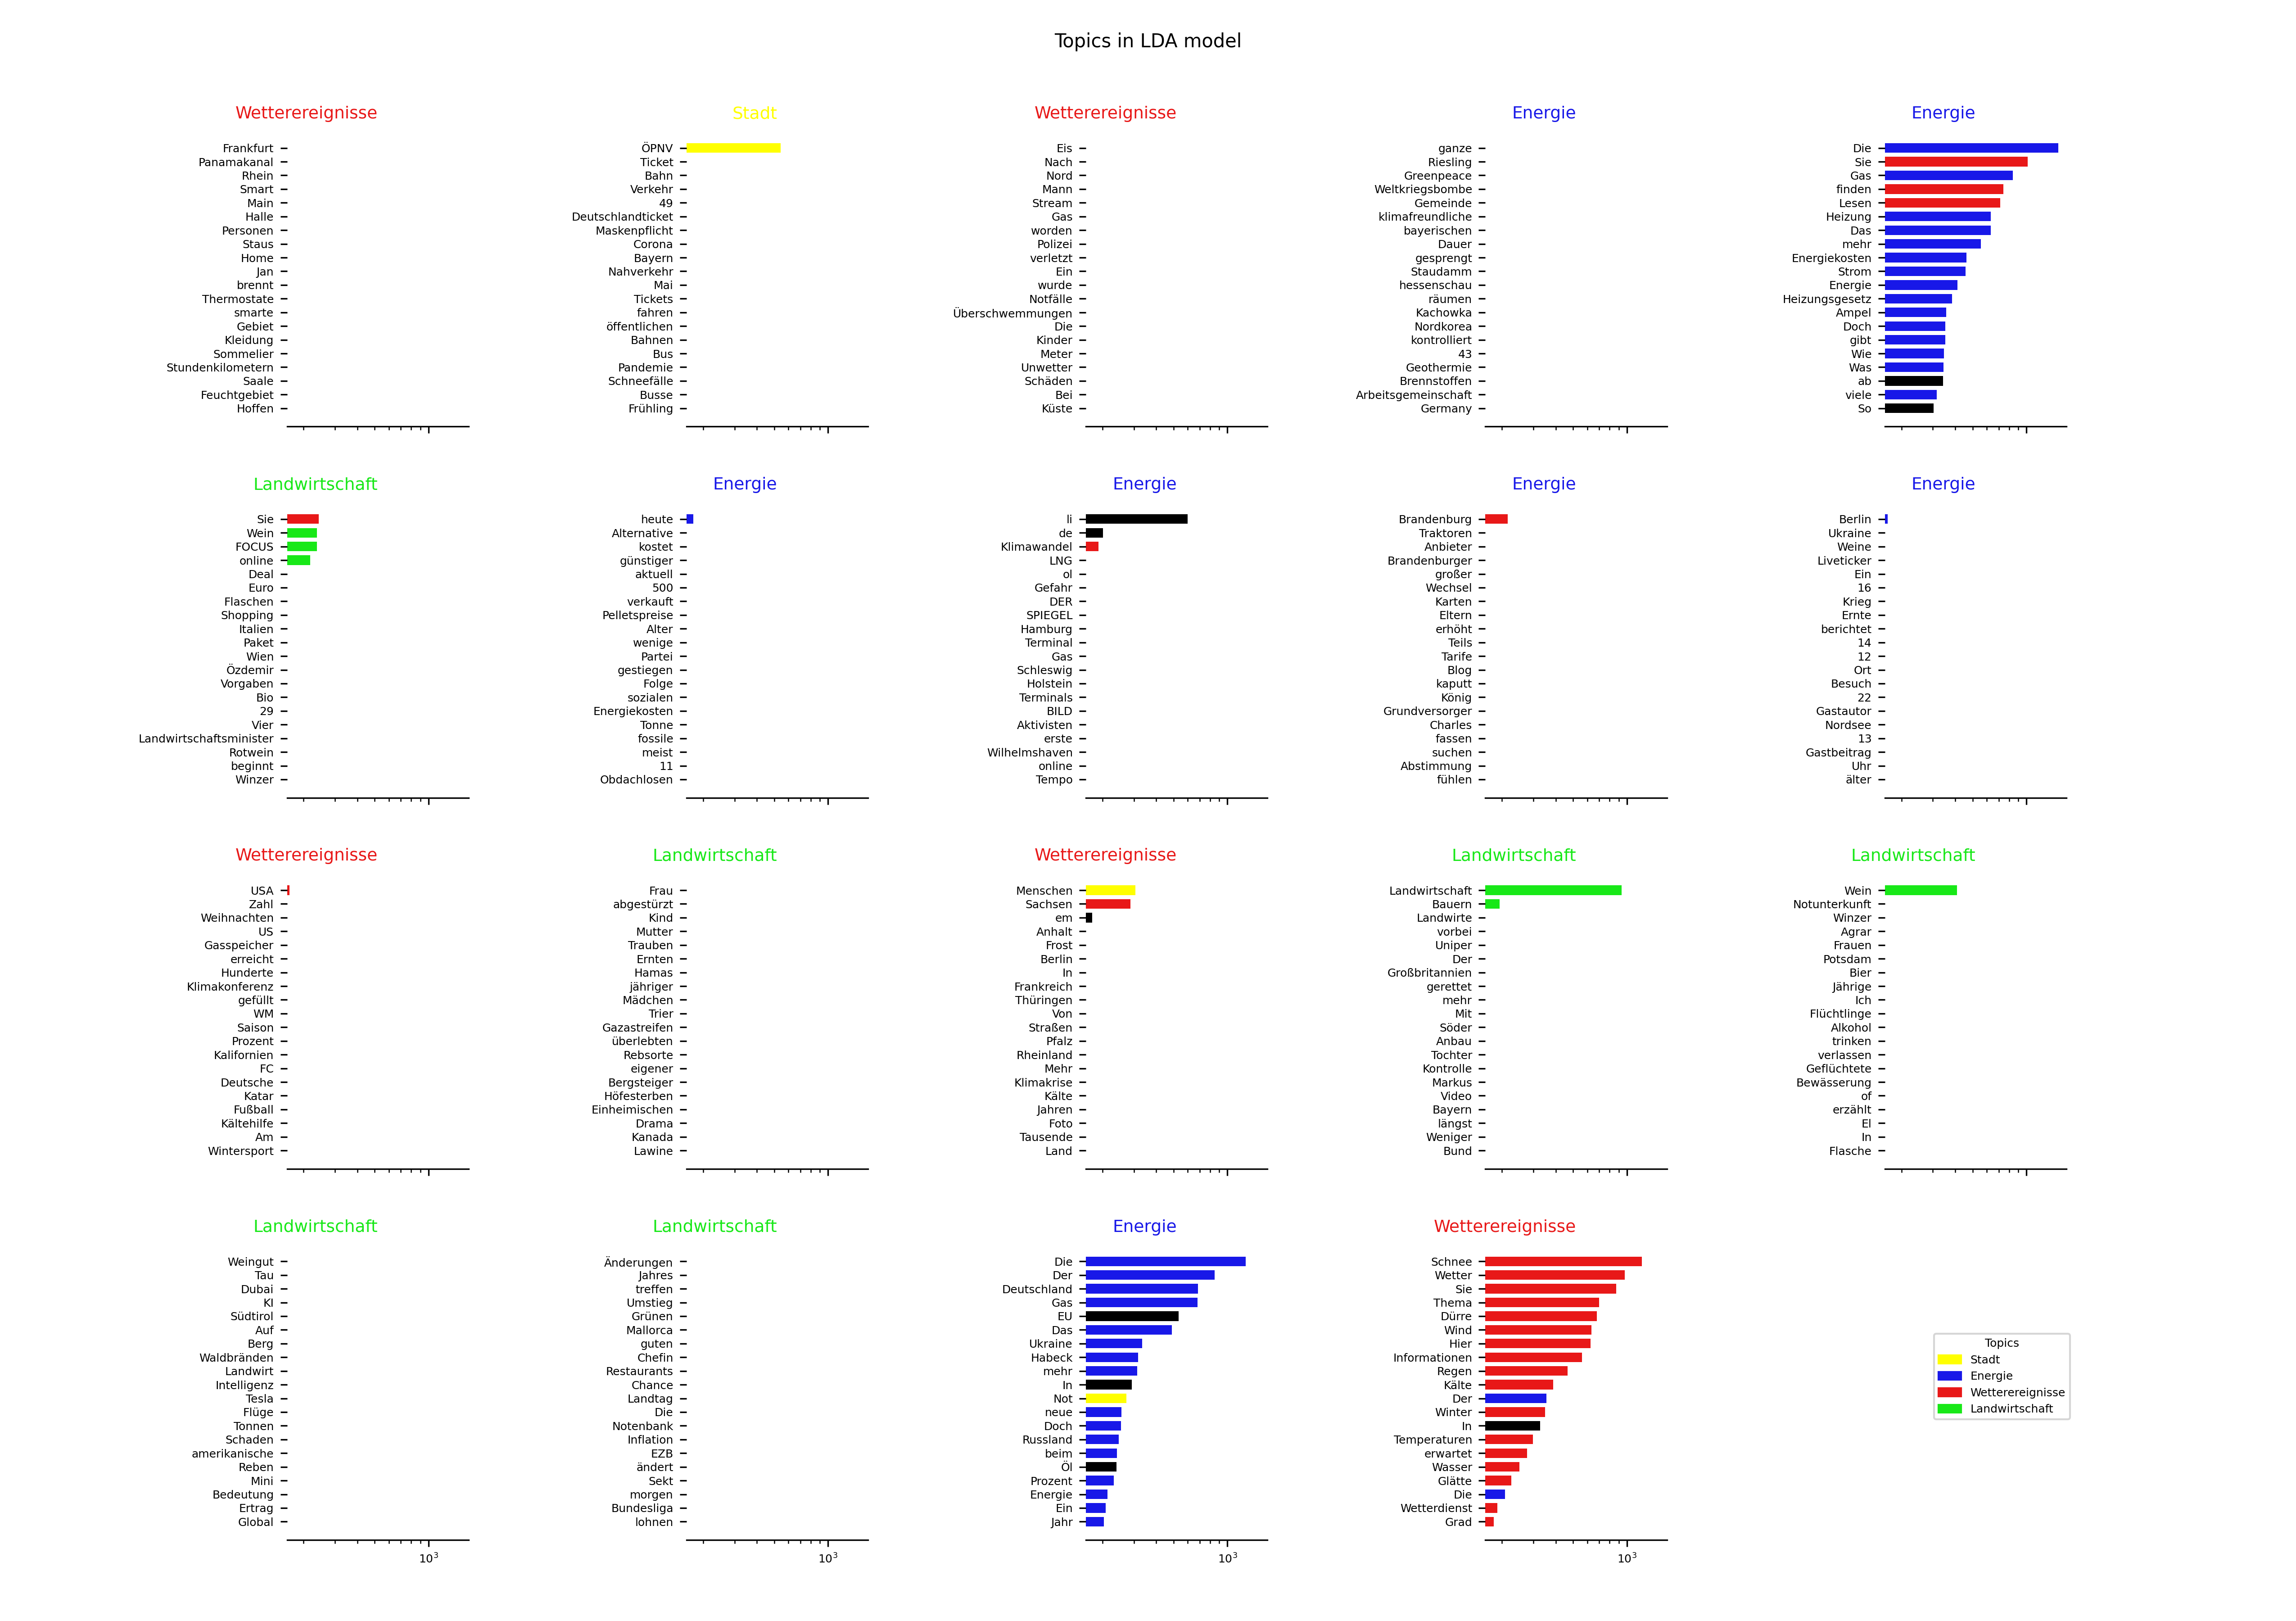 Topics in LDA model
Wetterereignisse
Frankfurt
Panamakanal
Rhein
Smart
Main
Halle
Personen
Staus
Home
Jan
brennt
Thermostate
smarte
Gebiet
Kleidung
Sommelier
Stundenkilometern
Saale
Feuchtgebiet
Hoffen
Stadt
ÖPNV
Ticket
Bahn
Verkehr
49
Deutschlandticket
Maskenpflicht
Corona
Bayern
Nahverkehr
Mai
Tickets
fahren
öffentlichen
Bahnen
Bus
Pandemie
Schneefälle
Busse
Frühling
Wetterereignisse
Eis
Nach
Nord
Mann
Stream
Gas
worden
Polizei
verletzt
Ein
wurde
Notfälle
Überschwemmungen
Die
Kinder
Meter
Unwetter
Schäden
Bei
Küste
Energie
ganze
Riesling
Greenpeace
Weltkriegsbombe
Gemeinde
klimafreundliche
bayerischen
Dauer
gesprengt
Staudamm
hessenschau
räumen
Kachowka
Nordkorea
kontrolliert
43
Geothermie
Brennstoffen
Arbeitsgemeinschaft
Germany
Energie
Die
Sie
Gas
finden
Lesen
Heizung
Das
mehr
Energiekosten
Strom
Energie
Heizungsgesetz
Ampel
Doch
gibt
Wie
Was
ab
viele
So
Landwirtschaft
Sie
Wein
FOCUS
online
Deal
Euro
Flaschen
Shopping
Italien
Paket
Wien
Özdemir
Vorgaben
Bio
29
Vier
Landwirtschaftsminister
Rotwein
beginnt
Winzer
Energie
heute
Alternative
kostet
günstiger
aktuell
500
verkauft
Pelletspreise
Alter
wenige
Partei
gestiegen
Folge
sozialen
Energiekosten
Tonne
fossile
meist
11
Obdachlosen
Energie
li
de
Klimawandel
LNG
ol
Gefahr
DER
SPIEGEL
Hamburg
Terminal
Gas
Schleswig
Holstein
Terminals
BILD
Aktivisten
erste
Wilhelmshaven
online
Tempo
Energie
Brandenburg
Traktoren
Anbieter
Brandenburger
großer
Wechsel
Karten
Eltern
erhöht
Teils
Tarife
Blog
kaputt
König
Grundversorger
Charles
fassen
suchen
Abstimmung
fühlen
Energie
Berlin
Ukraine
Weine
Liveticker
Ein
16
Krieg
Ernte
berichtet
14
12
Ort
Besuch
22
Gastautor
Nordsee
13
Gastbeitrag
Uhr
älter
Wetterereignisse
USA
Zahl
Weihnachten
US
Gasspeicher
erreicht
Hunderte
Klimakonferenz
gefüllt
WM
Saison
Prozent
Kalifornien
FC
Deutsche
Katar
Fußball
Kältehilfe
Am
Wintersport
Landwirtschaft
Frau
abgestürzt
Kind
Mutter
Trauben
Ernten
Hamas
jähriger
Mädchen
Trier
Gazastreifen
überlebten
Rebsorte
eigener
Bergsteiger
Höfesterben
Einheimischen
Drama
Kanada
Lawine
Wetterereignisse
Menschen
Sachsen
em
Anhalt
Frost
Berlin
In
Frankreich
Thüringen
Von
Straßen
Pfalz
Rheinland
Mehr
Klimakrise
Kälte
Jahren
Foto
Tausende
Land
Landwirtschaft
Landwirtschaft
Bauern
Landwirte
vorbei
Uniper
Der
Großbritannien
gerettet
mehr
Mit
Söder
Anbau
Tochter
Kontrolle
Markus
Video
Bayern
längst
Weniger
Bund
Landwirtschaft
Wein
Notunterkunft
Winzer
Agrar
Frauen
Potsdam
Bier
Jährige
Ich
Flüchtlinge
Alkohol
trinken
verlassen
Geflüchtete
Bewässerung
of
erzählt
El
In
Flasche
Landwirtschaft
Weingut
Tau
Dubai
KI
Südtirol
Auf
Berg
Waldbränden
Landwirt
Intelligenz
Tesla
Flüge
Tonnen
Schaden
amerikanische
Reben
Mini
Bedeutung
Ertrag
Global
10³
Landwirtschaft
Änderungen
Jahres
treffen
Umstieg
Grünen
Mallorca
guten
Chefin
Restaurants
Chance
Landtag
Die
Notenbank
Inflation
EZB
ändert
Sekt
morgen
Bundesliga
lohnen
10³
Energie
Die
Der
Deutschland
Gas
EU
Das
Ukraine
Habeck
mehr
In
Not
neue
Doch
Russland
beim
Öl
Prozent
Energie
Ein
Jahr
10³
Wetterereignisse
Schnee
Wetter
Sie
Thema
Dürre
Wind
Hier
Informationen
Regen
Kälte
Der
Winter
In
Temperaturen
erwartet
Wasser
Glätte
Die
Wetterdienst
Grad
10³
Topics
Stadt
Energie
Wetterereignisse
Landwirtschaft